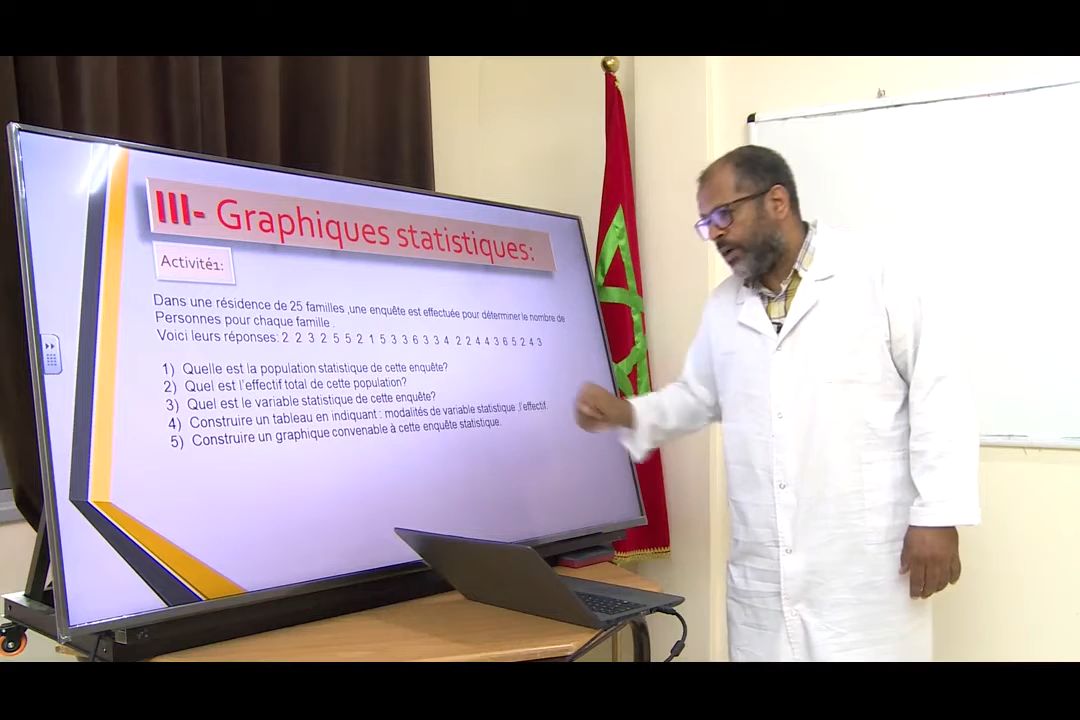 III- Graphiques statistiques:
Activité1:
Dans une résidence de 25 familles ,une enquête est effectuée pour déterminer le nombre de
Personnes pour chaque famille .
Voici leurs réponses: 2 2 3 2 5 5 2 1 5 3 3 6 3 3 4 2 2 4 4 3 6 5 2 4 3
1) Quelle est la population statistique de cette enquête?
2) Quel est l'effectif total de cette population?
3) Quel est le variable statistique de cette enquête?
4) Construire un tableau en indiquant : modalités de variable statistique ,l'effectif.
5) Construire un graphique convenable à cette enquête statistique.